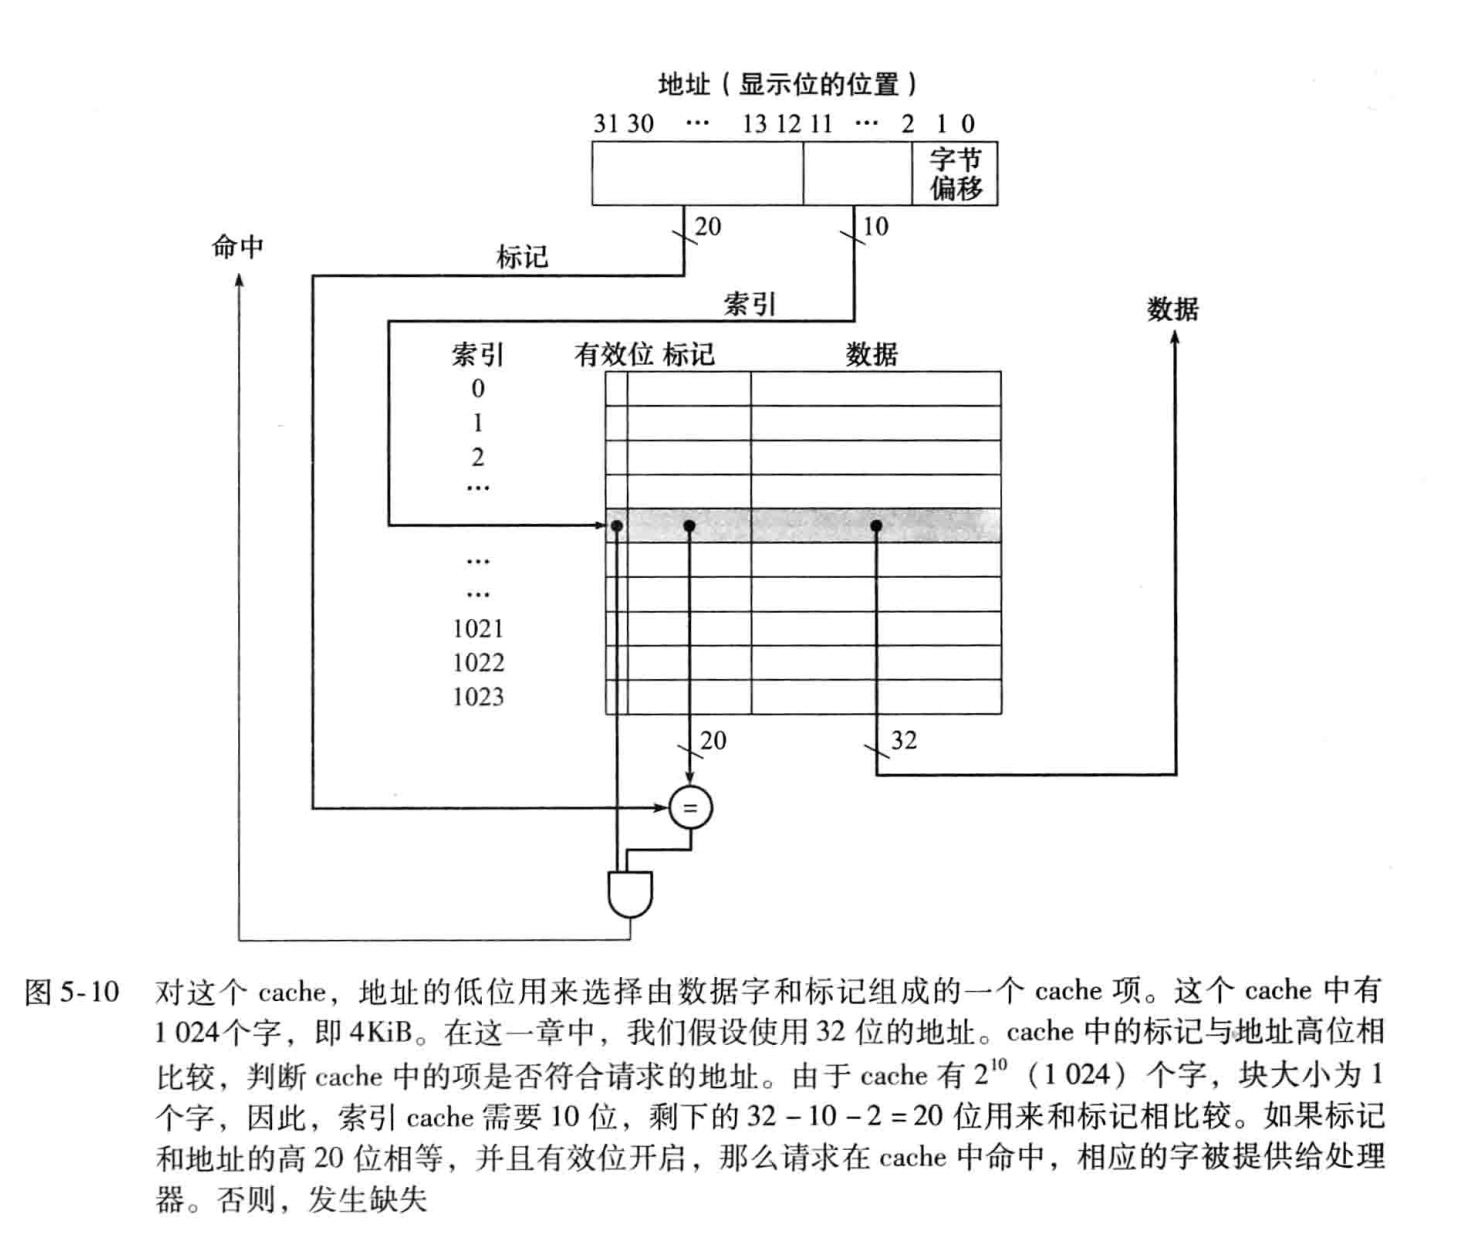 地址（显示位的位置）
31 30 … 13 12 11 … 2 1 0
字节
偏移
20 10
命中
标记
索引
数据
索引 有效位 标记 数据
0
1
2
…
…
…
1021
1022
1023
20 32
=
图 5-10 对这个 cache，地址的低位用来选择由数据字和标记组成的一个 cache 项。这个 cache 中有
1 024个字，即 4KiB。在这一章中，我们假设使用 32 位的地址。cache 中的标记与地址高位相
比较，判断 cache 中的项是否符合请求的地址。由于 cache 有 2¹⁰（1 024）个字，块大小为 1
个字，因此，索引 cache 需要 10 位，剩下的 32 – 10 – 2 = 20 位用来和标记相比较。如果标记
和地址的高 20 位相等，并且有效位开启，那么请求在 cache 中命中，相应的字被提供给处理
器。否则，发生缺失